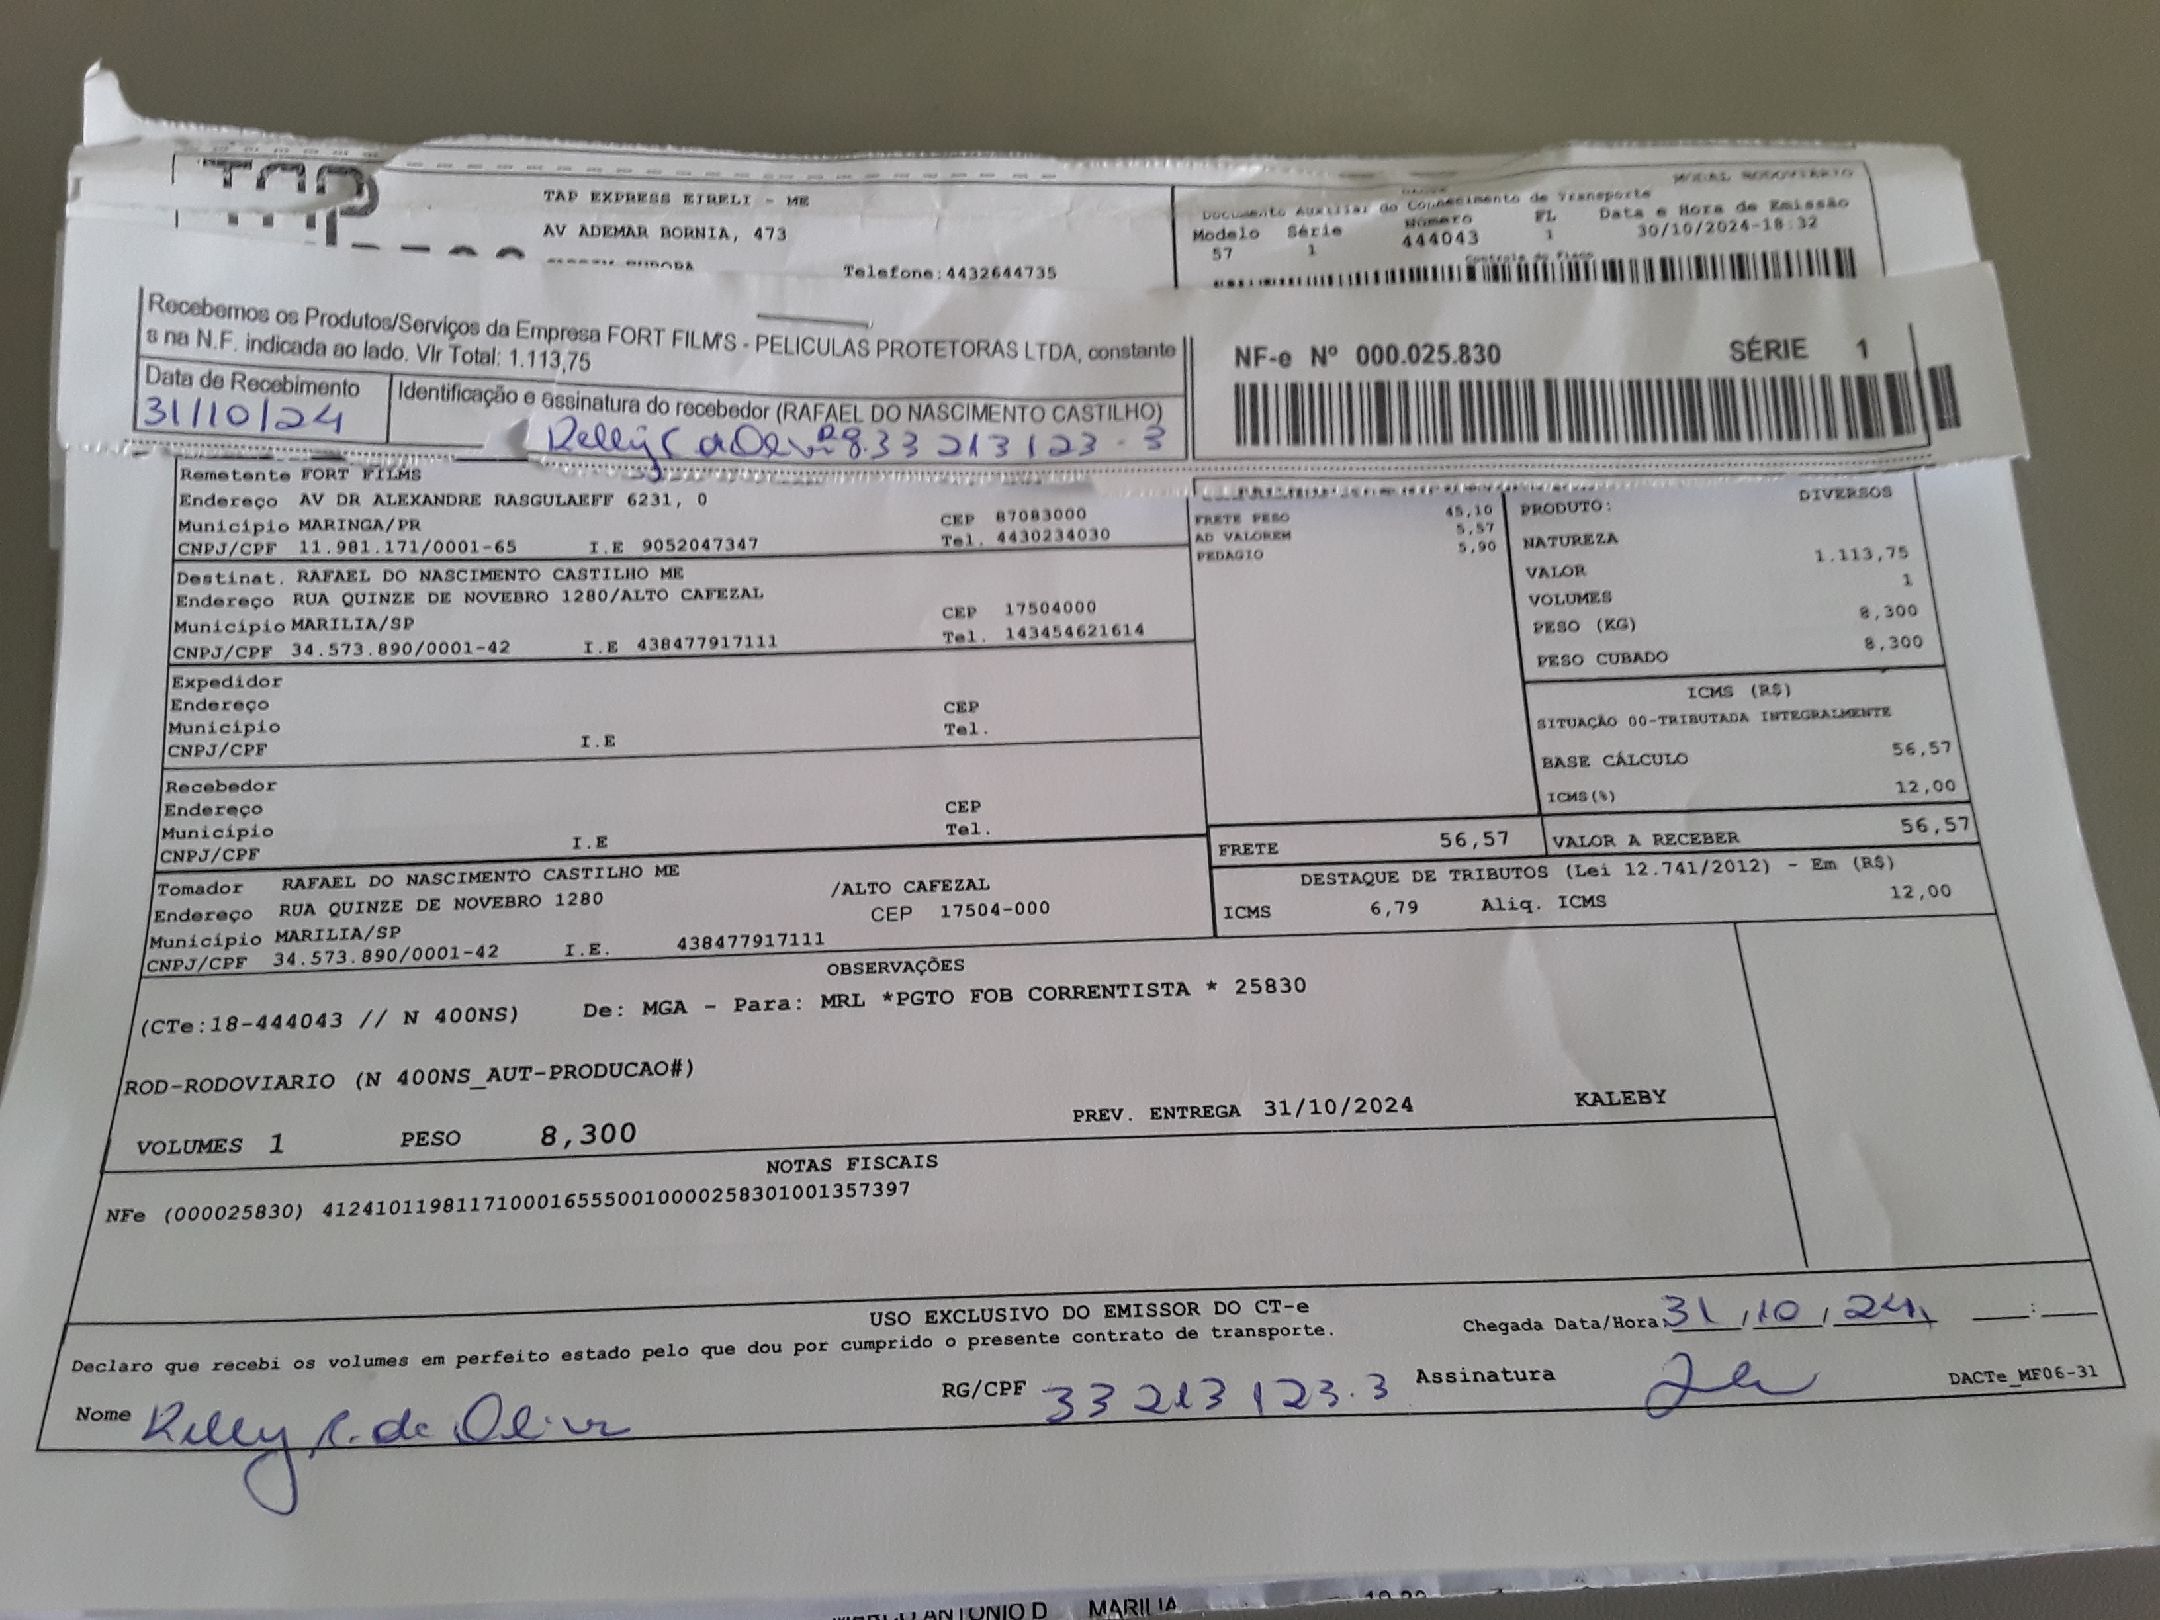 TAP
TAP EXPRESS EIRELI - ME
AV ADEMAR BORNIA, 473
Telefone:4432644735
MODAL RODOVIARIO
Documento Auxiliar do Conhecimento de Transporte
Modelo Série Número FL Data e Hora de Emissão
57 1 444043 1 30/10/2024-18:32
Controle do Fisco
Recebemos os Produtos/Serviços da Empresa FORT FILM'S - PELICULAS PROTETORAS LTDA, constante
s na N.F. indicada ao lado. Vlr Total: 1.113,75
Data de Recebimento
31/10/24
Identificação e assinatura do recebedor (RAFAEL DO NASCIMENTO CASTILHO)
33 213 123-3
NF-e Nº 000.025.830 SÉRIE 1
Remetente FORT FILMS
Endereço AV DR ALEXANDRE RASGULAEFF 6231, 0
Município MARINGA/PR CEP 87083000
CNPJ/CPF 11.981.171/0001-65 I.E 9052047347 Tel. 4430234030
Destinat. RAFAEL DO NASCIMENTO CASTILHO ME
Endereço RUA QUINZE DE NOVEBRO 1280/ALTO CAFEZAL
Município MARILIA/SP CEP 17504000
CNPJ/CPF 34.573.890/0001-42 I.E 438477917111 Tel. 143454621614
Expedidor
Endereço CEP
Município Tel.
CNPJ/CPF I.E
Recebedor
Endereço CEP
Município Tel.
CNPJ/CPF I.E
Tomador RAFAEL DO NASCIMENTO CASTILHO ME
Endereço RUA QUINZE DE NOVEBRO 1280 /ALTO CAFEZAL
Município MARILIA/SP CEP 17504-000
CNPJ/CPF 34.573.890/0001-42 I.E. 438477917111
FRETE PESO 45,10
AD VALOREM 5,57
PEDAGIO 5,90
PRODUTO: DIVERSOS
NATUREZA
VALOR 1.113,75
VOLUMES 1
PESO (KG) 8,300
PESO CUBADO 8,300
ICMS (R$)
SITUAÇÃO 00-TRIBUTADA INTEGRALMENTE
BASE CÁLCULO 56,57
ICMS(%) 12,00
FRETE 56,57 VALOR A RECEBER 56,57
DESTAQUE DE TRIBUTOS (Lei 12.741/2012) - Em (R$)
ICMS 6,79 Aliq. ICMS 12,00
OBSERVAÇÕES
(CTe:18-444043 // N 400NS) De: MGA - Para: MRL *PGTO FOB CORRENTISTA * 25830
ROD-RODOVIARIO (N 400NS_AUT-PRODUCAO#)
PREV. ENTREGA 31/10/2024 KALEBY
VOLUMES 1 PESO 8,300
NOTAS FISCAIS
NFe (000025830) 41241011981171000165550010000258301001357397
USO EXCLUSIVO DO EMISSOR DO CT-e
Declaro que recebi os volumes em perfeito estado pelo que dou por cumprido o presente contrato de transporte.
Chegada Data/Hora: 31/10/24, :
Nome Kelly R. de Oliveira RG/CPF 33 213 123.3 Assinatura
DACTe_MF06-31
ANTONIO D MARILIA